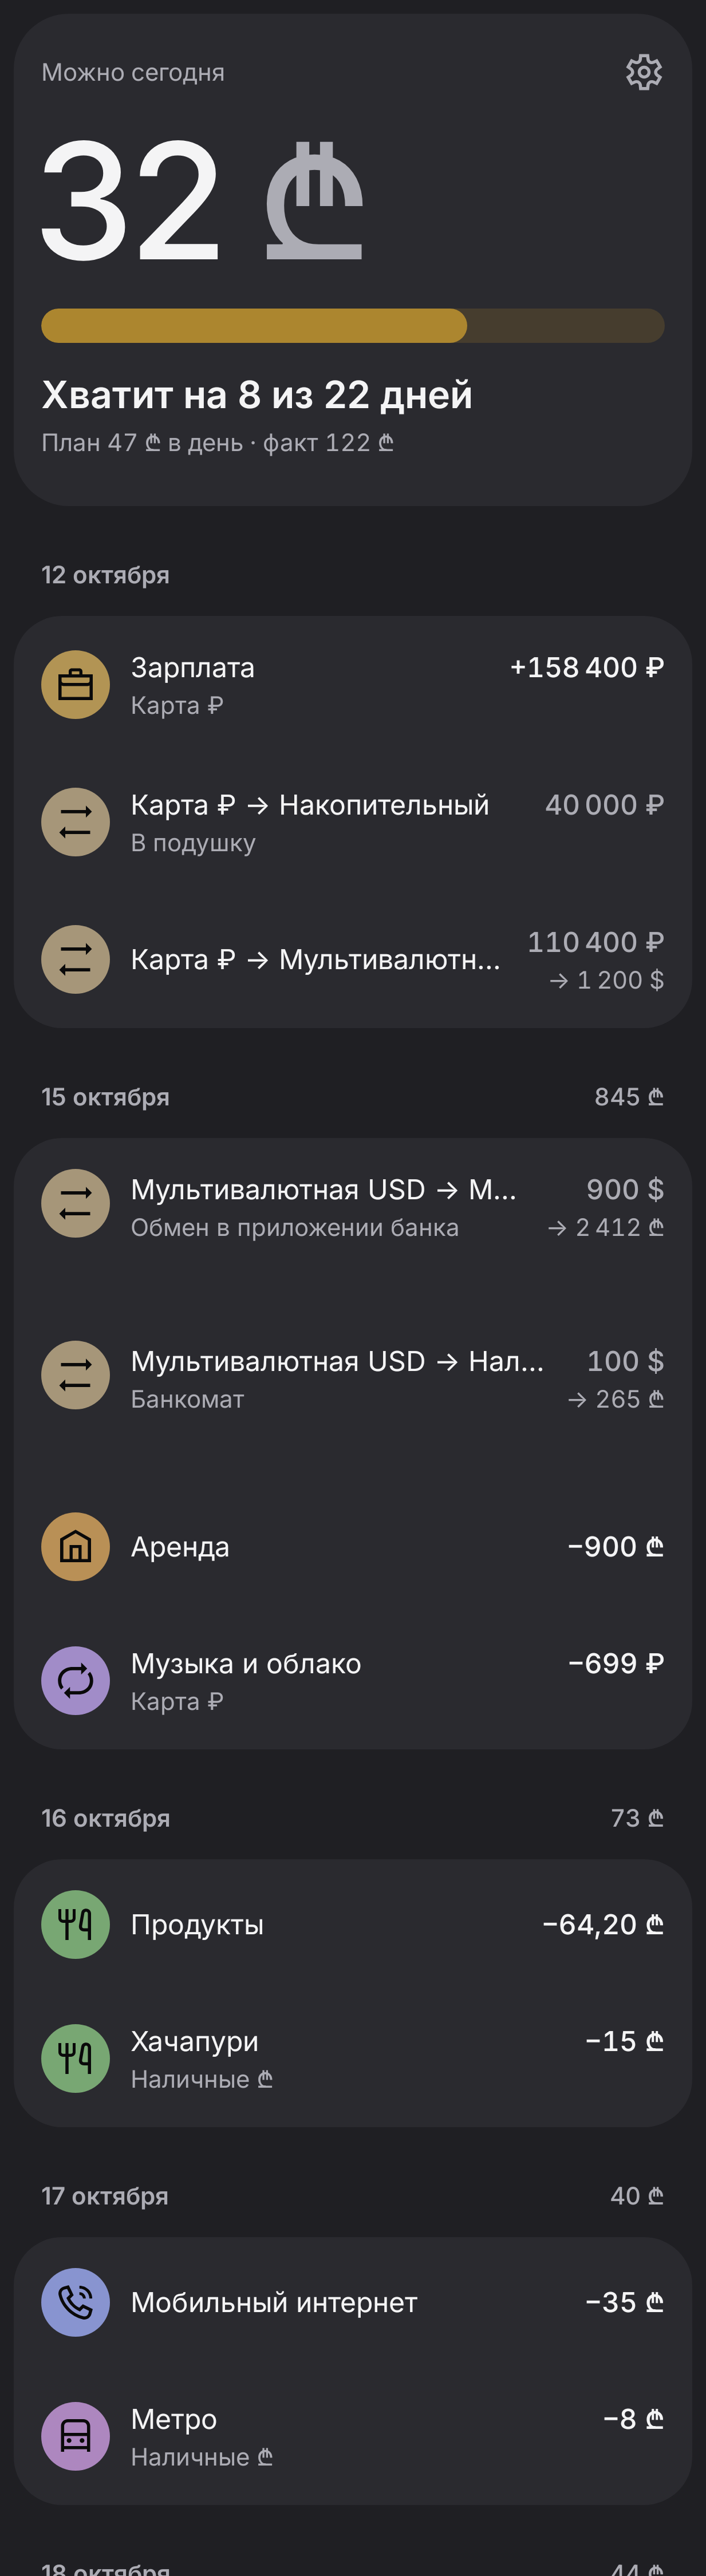 Можно сегодня
32 ₾
Хватит на 8 из 22 дней
План 47 ₾ в день · факт 122 ₾
12 октября
Зарплата +158 400 ₽
Карта ₽
Карта ₽ → Накопительный 40 000 ₽
В подушку
Карта ₽ → Мультивалютн... 110 400 ₽
→ 1 200 $
15 октября 845 ₾
Мультивалютная USD → М... 900 $
Обмен в приложении банка → 2 412 ₾
Мультивалютная USD → Нал... 100 $
Банкомат → 265 ₾
Аренда −900 ₾
Музыка и облако −699 ₽
Карта ₽
16 октября 73 ₾
Продукты −64,20 ₾
Хачапури −15 ₾
Наличные ₾
17 октября 40 ₾
Мобильный интернет −35 ₾
Метро −8 ₾
Наличные ₾
18 октября 44 ₾